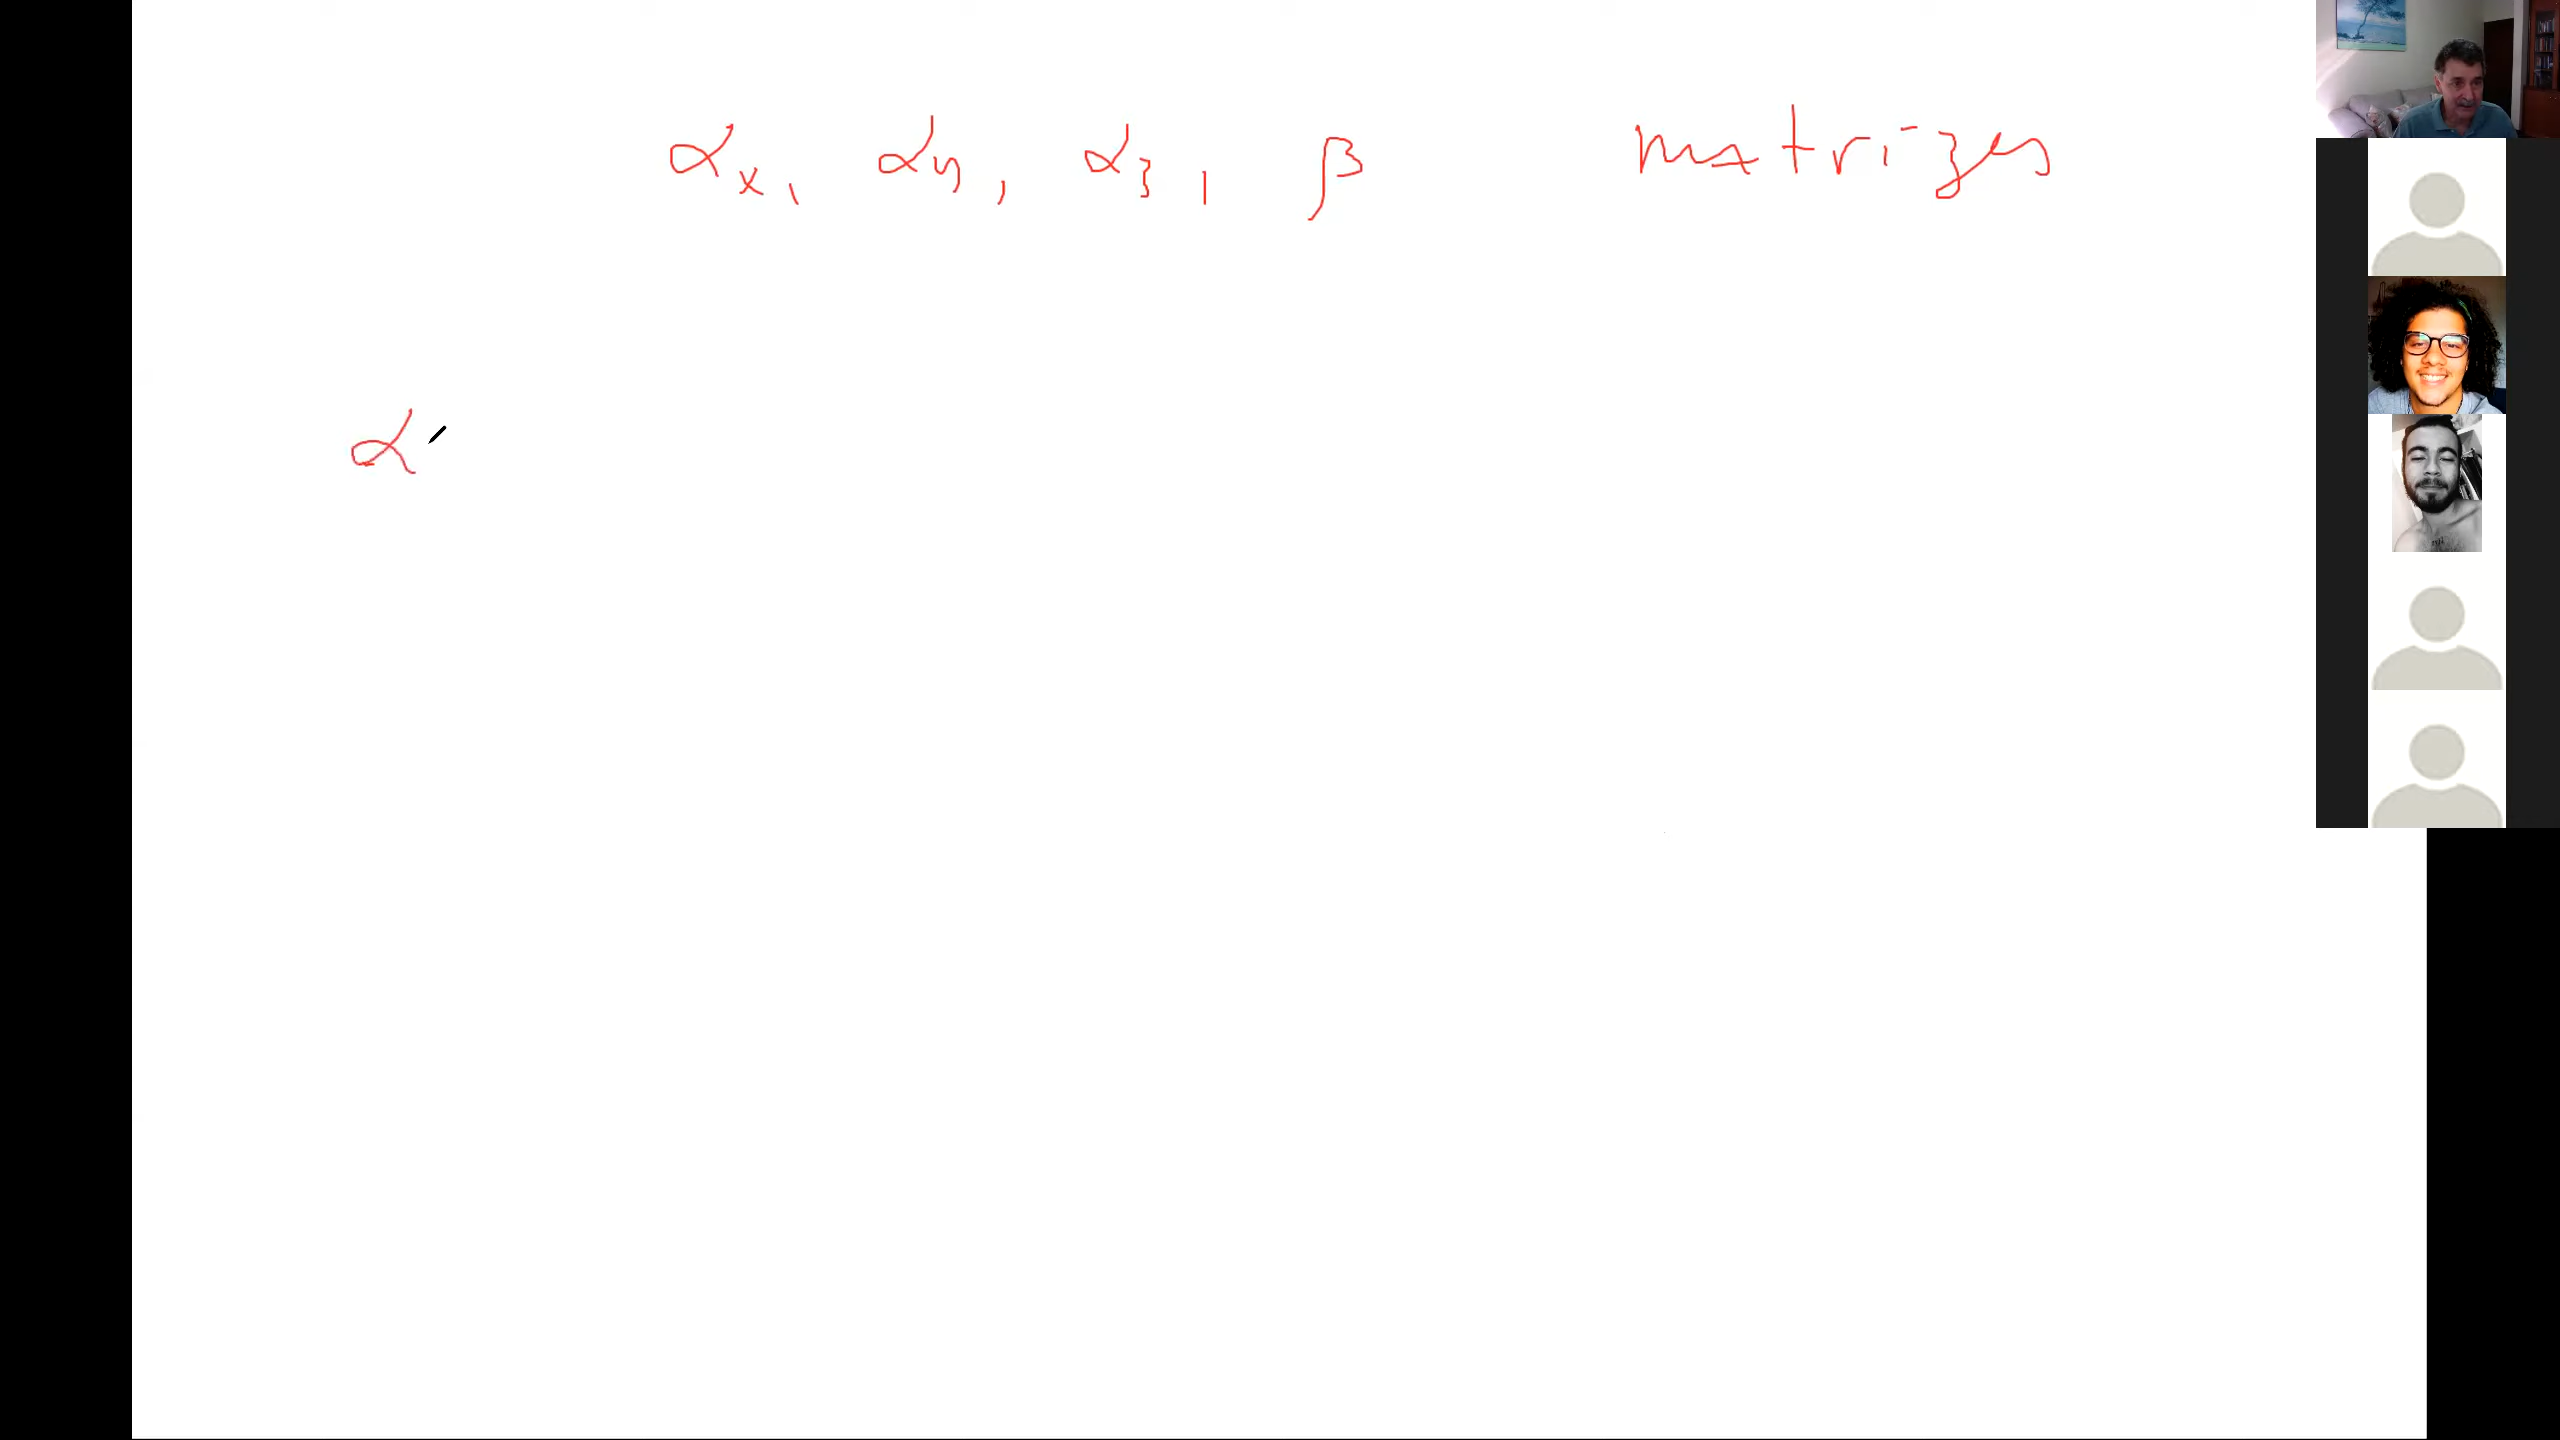 αx, αy, αz, β matrizes
α